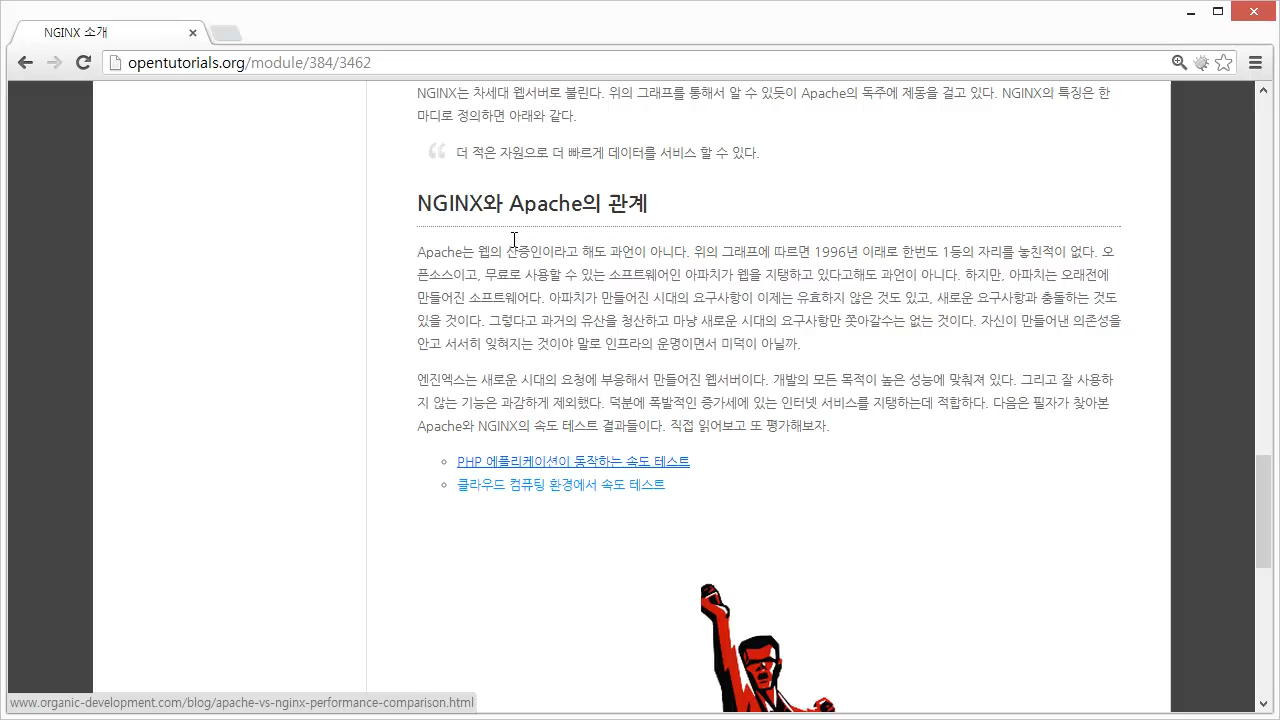 NGINX 소개
opentutorials.org/module/384/3462
NGINX는 차세대 웹서버로 불린다. 위의 그래프를 통해서 알 수 있듯이 Apache의 독주에 제동을 걸고 있다. NGINX의 특징은 한
마디로 정의하면 아래와 같다.
더 적은 자원으로 더 빠르게 데이터를 서비스 할 수 있다.
NGINX와 Apache의 관계
Apache는 웹의 산증인이라고 해도 과언이 아니다. 위의 그래프에 따르면 1996년 이래로 한번도 1등의 자리를 놓친적이 없다. 오
픈소스이고, 무료로 사용할 수 있는 소프트웨어인 아파치가 웹을 지탱하고 있다고해도 과언이 아니다. 하지만, 아파치는 오래전에
만들어진 소프트웨어다. 아파치가 만들어진 시대의 요구사항이 이제는 유효하지 않은 것도 있고, 새로운 요구사항과 충돌하는 것도
있을 것이다. 그렇다고 과거의 유산을 청산하고 마냥 새로운 시대의 요구사항만 쫓아갈수는 없는 것이다. 자신이 만들어낸 의존성을
안고 서서히 잊혀지는 것이야 말로 인프라의 운명이면서 미덕이 아닐까.
엔진엑스는 새로운 시대의 요청에 부응해서 만들어진 웹서버이다. 개발의 모든 목적이 높은 성능에 맞춰져 있다. 그리고 잘 사용하
지 않는 기능은 과감하게 제외했다. 덕분에 폭발적인 증가세에 있는 인터넷 서비스를 지탱하는데 적합하다. 다음은 필자가 찾아본
Apache와 NGINX의 속도 테스트 결과들이다. 직접 읽어보고 또 평가해보자.
PHP 에플리케이션이 동작하는 속도 테스트
클라우드 컴퓨팅 환경에서 속도 테스트
www.organic-development.com/blog/apache-vs-nginx-performance-comparison.html